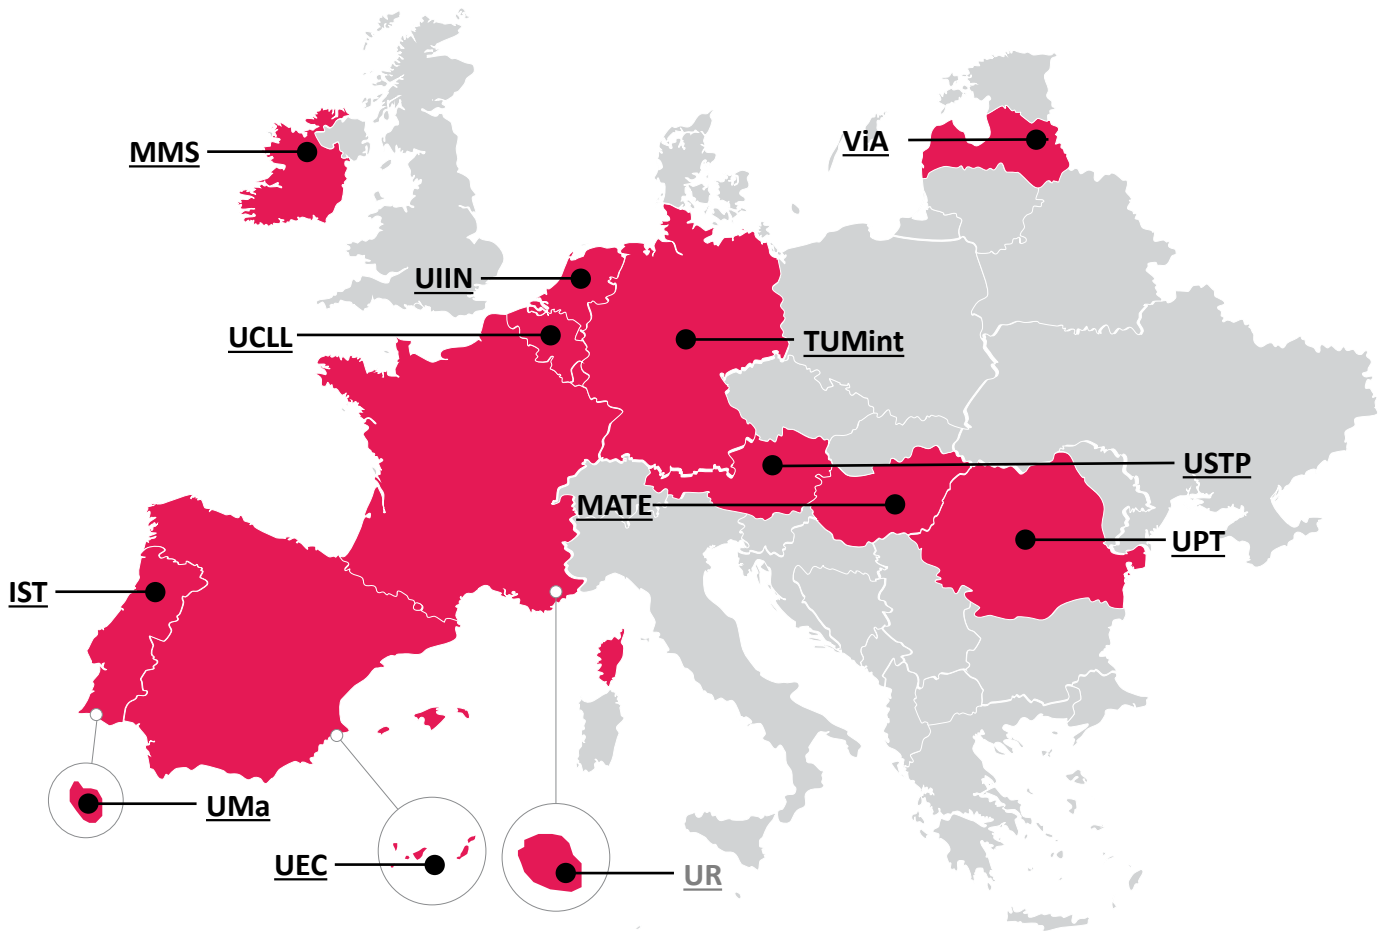 ViA
MMS
UIIN
UCLL
TUMint
USTP
MATE
UPT
IST
UMa
UEC
UR